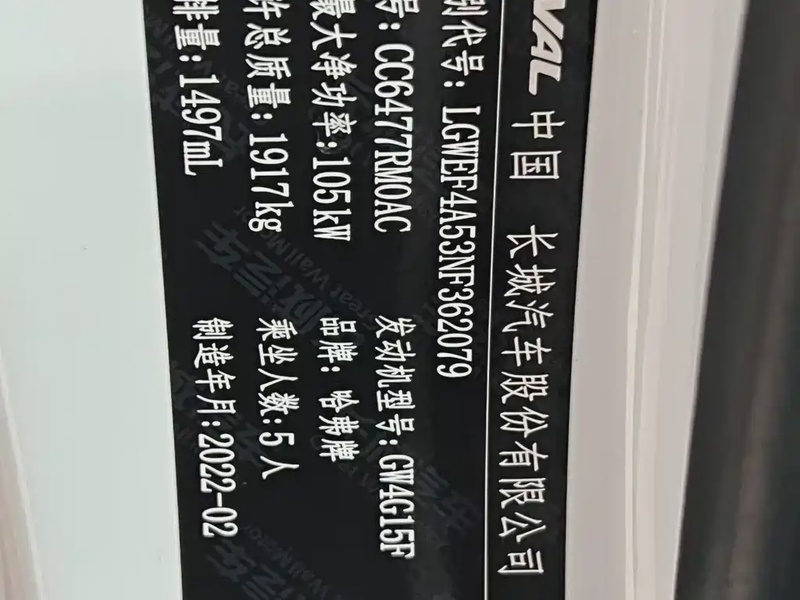 VAL 中国 长城汽车股份有限公司
别代号: LGWEF4A53NF362079
号: CC6477RM0AC 发动机型号: GW4G15F
最大净功率: 105kW 品牌: 哈弗牌
许总质量: 1917kg 乘坐人数: 5人
排量: 1497mL 制造年月: 2022-02